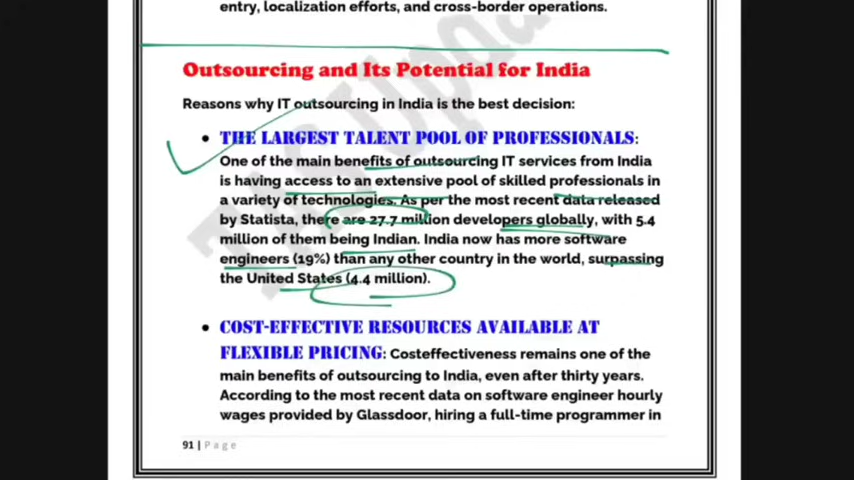 entry, localization efforts, and cross-border operations.
Outsourcing and Its Potential for India
Reasons why IT outsourcing in India is the best decision:
• THE LARGEST TALENT POOL OF PROFESSIONALS:
One of the main benefits of outsourcing IT services from India
is having access to an extensive pool of skilled professionals in
a variety of technologies. As per the most recent data released
by Statista, there are 27.7 million developers globally, with 5.4
million of them being Indian. India now has more software
engineers (19%) than any other country in the world, surpassing
the United States (4.4 million).
• COST-EFFECTIVE RESOURCES AVAILABLE AT
FLEXIBLE PRICING: Costeffectiveness remains one of the
main benefits of outsourcing to India, even after thirty years.
According to the most recent data on software engineer hourly
wages provided by Glassdoor, hiring a full-time programmer in
91 | Page